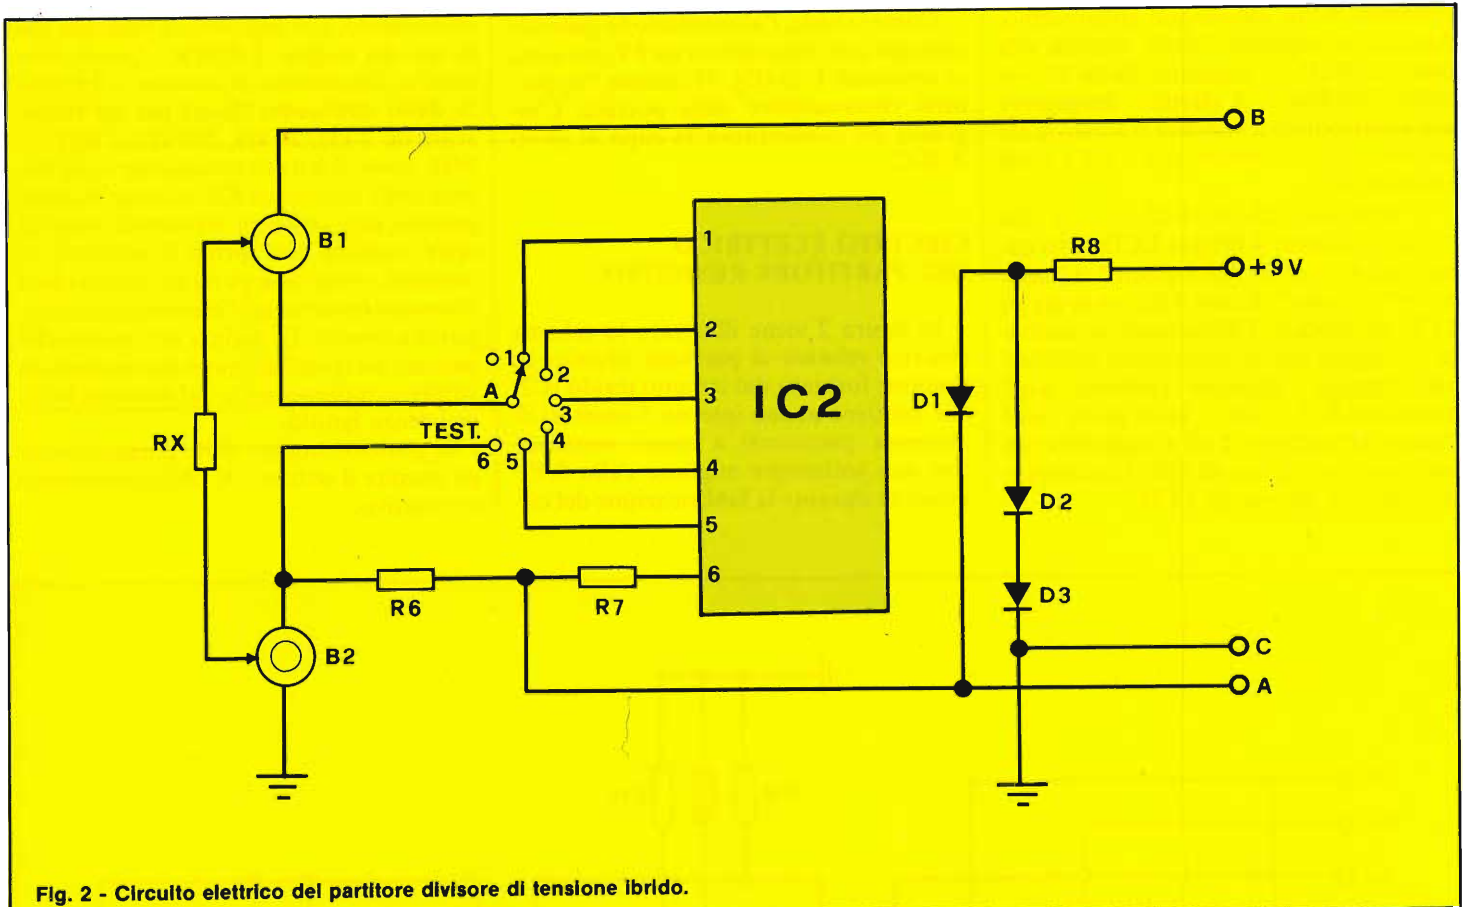 B
B1
1
R8
+9V
2
1
A
2
3
3
IC2
D1
RX
TEST.
4
6
5
4
D2
5
6
R6
R7
D3
B2
C
A
Fig. 2 - Circuito elettrico del partitore divisore di tensione ibrido.